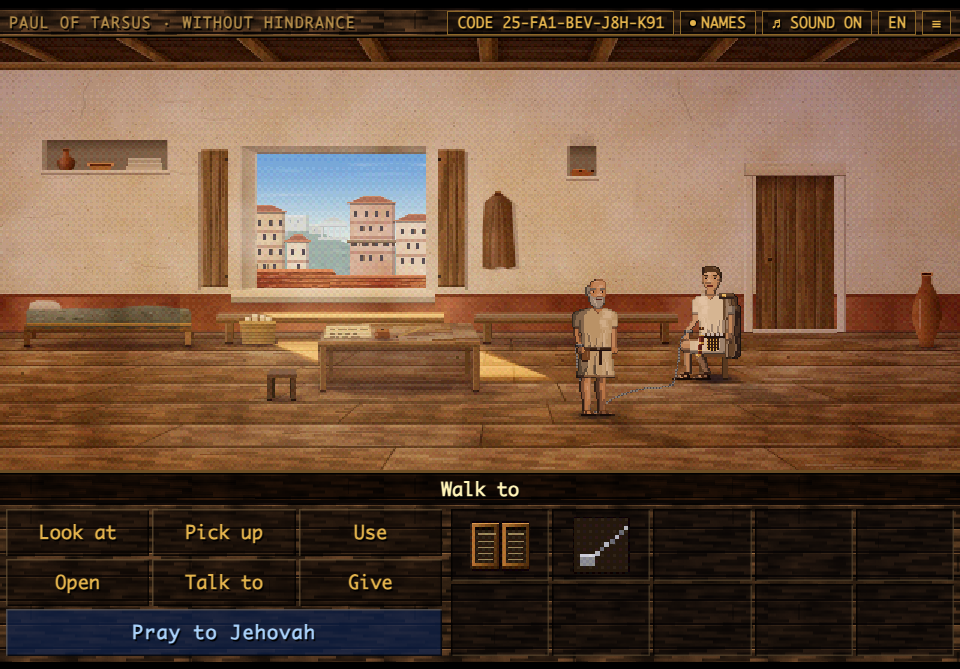 PAUL OF TARSUS · WITHOUT HINDRANCE
CODE 25-FA1-BEV-J8H-K91
NAMES
♬ SOUND ON
EN
≡
Walk to
Look at
Pick up
Use
Open
Talk to
Give
Pray to Jehovah